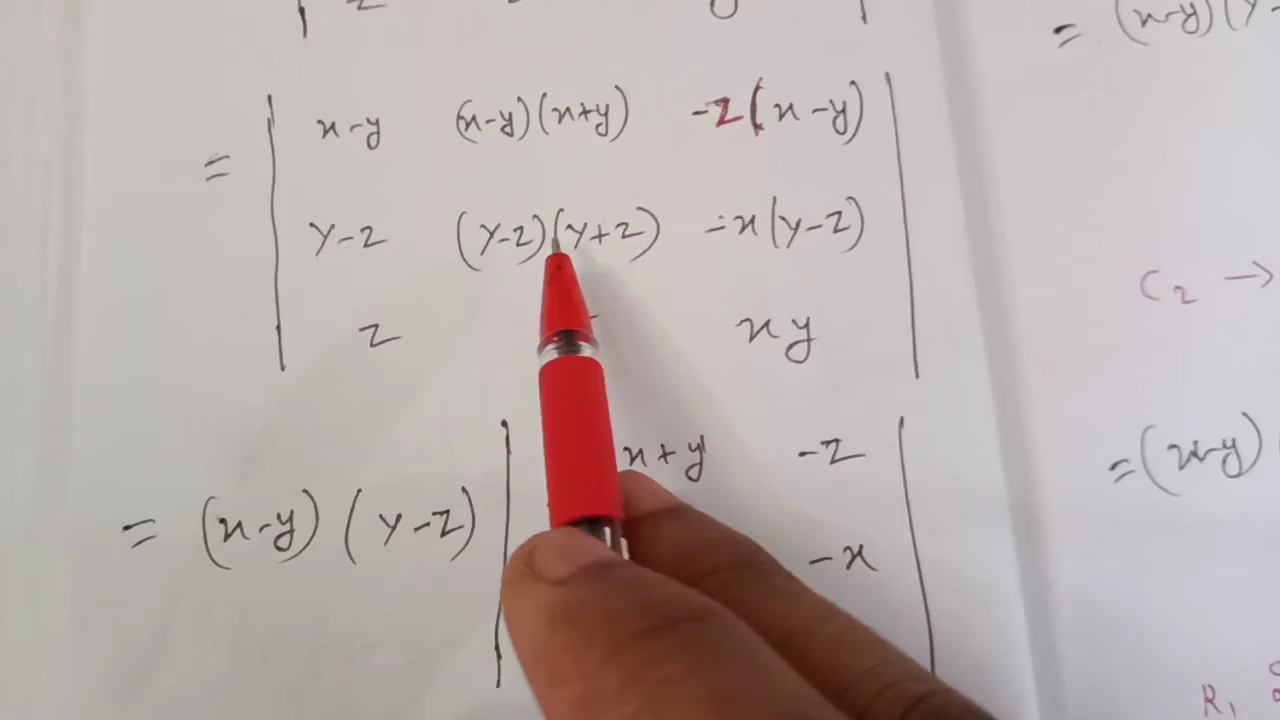 x-y (x-y)(x+y) -z(x-y)
= y-z (y-z)(y+z) -x(y-z)
z xy
x+y -z
= (x-y)(y-z)
-x
= (x-y)(y-
C2 →
= (x-y)
R1